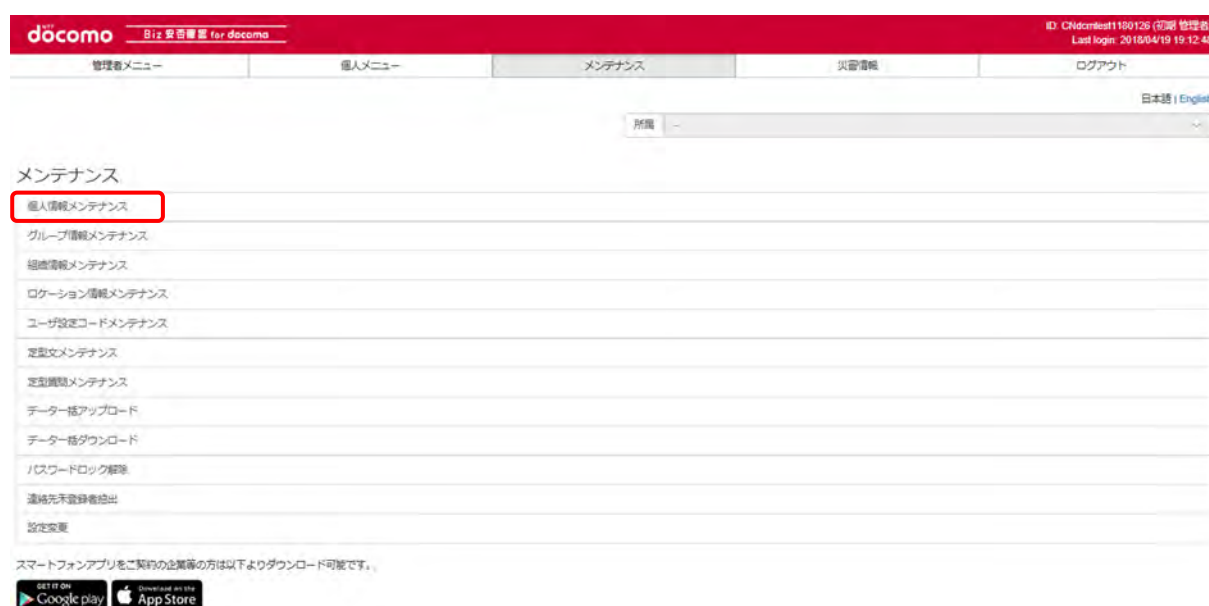 döcomo Biz 安否確認 for docomo
ID: CNdcmtest1180126 (初期 管理者
Last login: 2018/04/19 19:12:48
管理者メニュー 個人メニュー メンテナンス 災害情報 ログアウト
日本語 | English
所属 --
メンテナンス
個人情報メンテナンス
グループ情報メンテナンス
組織情報メンテナンス
ロケーション情報メンテナンス
ユーザ設定コードメンテナンス
定型文メンテナンス
定型質問メンテナンス
データ一括アップロード
データ一括ダウンロード
パスワードロック解除
連絡先未登録者抽出
設定変更
スマートフォンアプリをご契約の企業等の方は以下よりダウンロード可能です。
GET IT ON Google play Download on the App Store